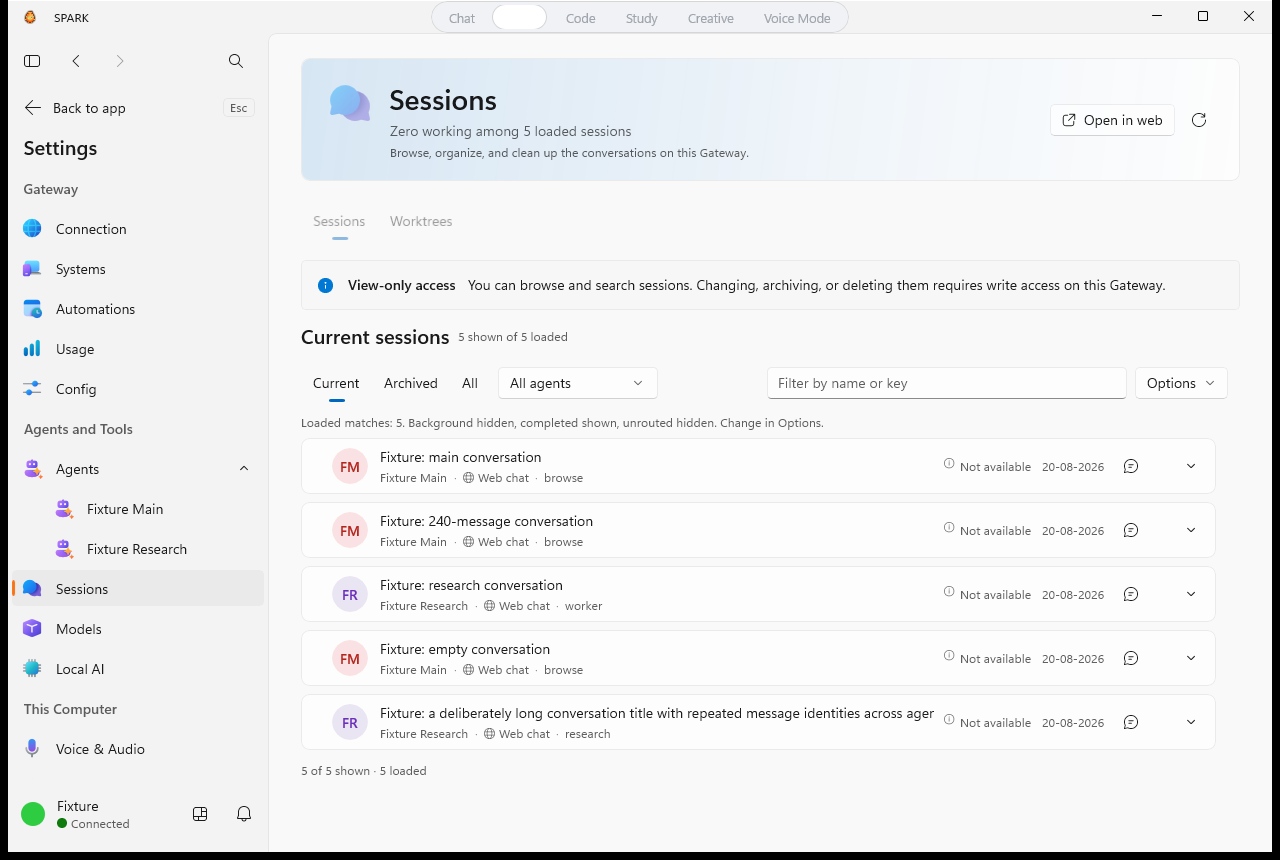 SPARK
Chat
Code
Study
Creative
Voice Mode
Back to app
Esc
Settings
Gateway
Connection
Systems
Automations
Usage
Config
Agents and Tools
Agents
Fixture Main
Fixture Research
Sessions
Models
Local AI
This Computer
Voice & Audio
Fixture
Connected
Sessions
Zero working among 5 loaded sessions
Browse, organize, and clean up the conversations on this Gateway.
Open in web
Sessions
Worktrees
View-only access You can browse and search sessions. Changing, archiving, or deleting them requires write access on this Gateway.
Current sessions 5 shown of 5 loaded
Current
Archived
All
All agents
Filter by name or key
Options
Loaded matches: 5. Background hidden, completed shown, unrouted hidden. Change in Options.
FM
Fixture: main conversation
Fixture Main · Web chat · browse
Not available 20-08-2026
FM
Fixture: 240-message conversation
Fixture Main · Web chat · browse
Not available 20-08-2026
FR
Fixture: research conversation
Fixture Research · Web chat · worker
Not available 20-08-2026
FM
Fixture: empty conversation
Fixture Main · Web chat · browse
Not available 20-08-2026
FR
Fixture: a deliberately long conversation title with repeated message identities across ager
Fixture Research · Web chat · research
Not available 20-08-2026
5 of 5 shown · 5 loaded